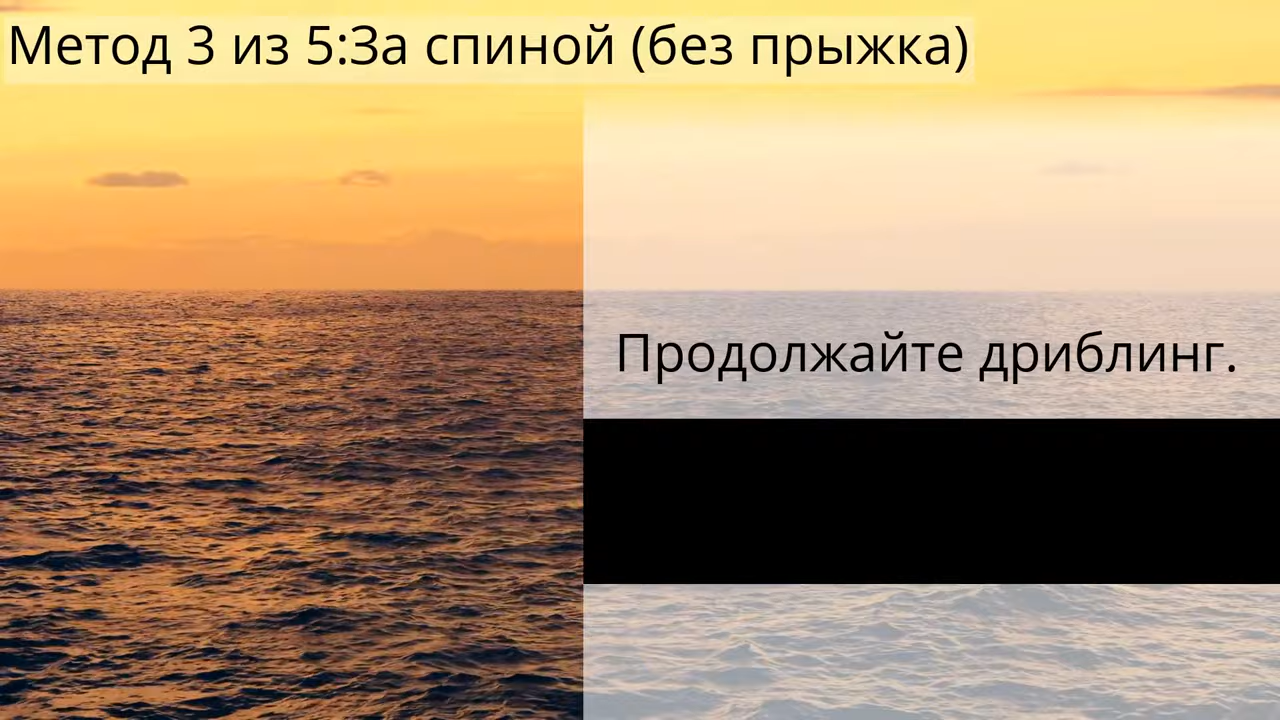 Метод 3 из 5:За спиной (без прыжка)
Продолжайте дриблинг.